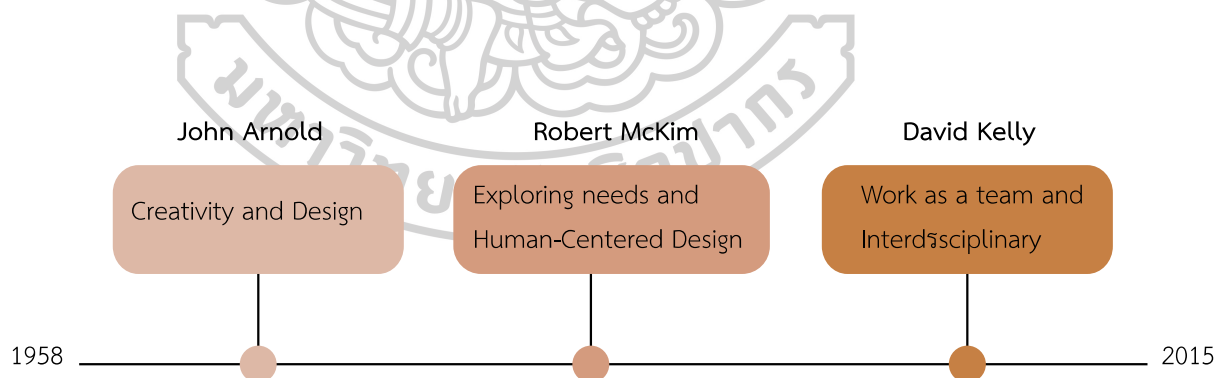 John Arnold
Robert McKim
David Kelly
Creativity and Design
Exploring needs and
Human-Centered Design
Work as a team and
Interdรsciplinary
1958
2015